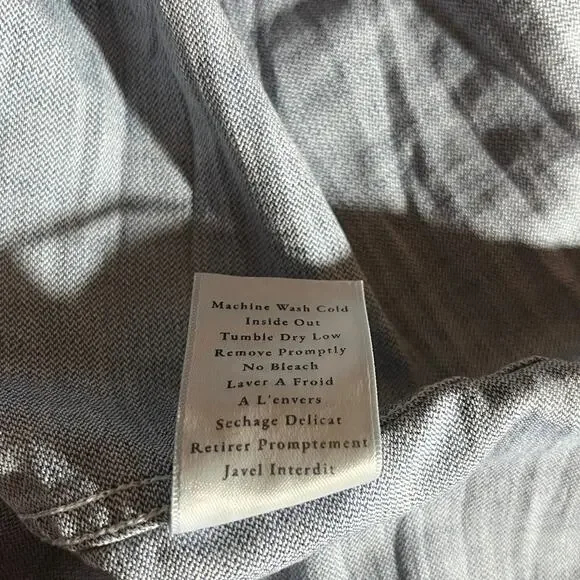 Machine Wash Cold
Inside Out
Tumble Dry Low
Remove Promptly
No Bleach
Laver A Froid
A L'envers
Sechage Delicat
Retirer Promptement
Javel Interdit